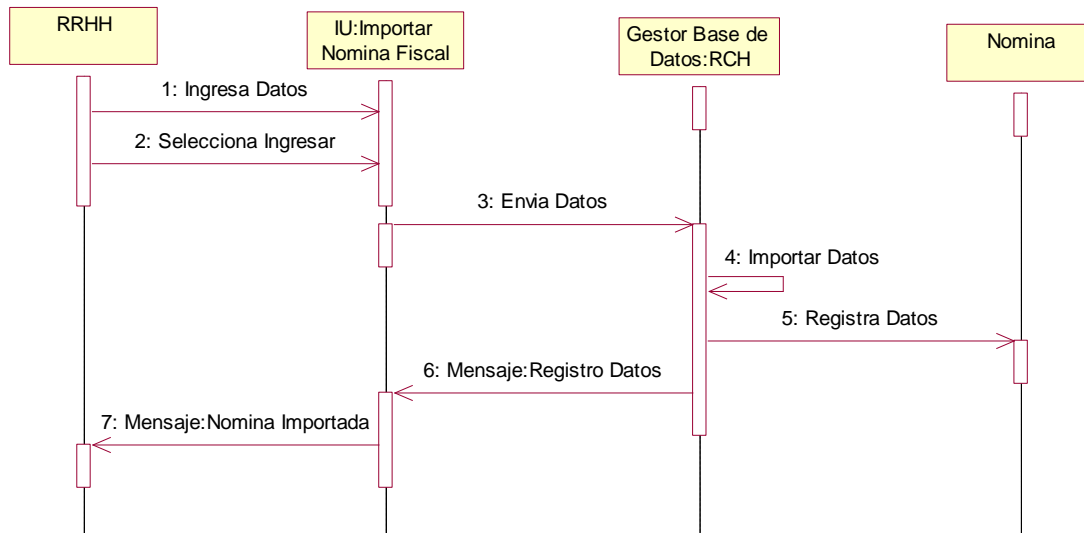 RRHH
IU:Importar
Nomina Fiscal
Gestor Base de
Datos:RCH
Nomina
1: Ingresa Datos
2: Selecciona Ingresar
3: Envia Datos
4: Importar Datos
5: Registra Datos
6: Mensaje:Registro Datos
7: Mensaje:Nomina Importada